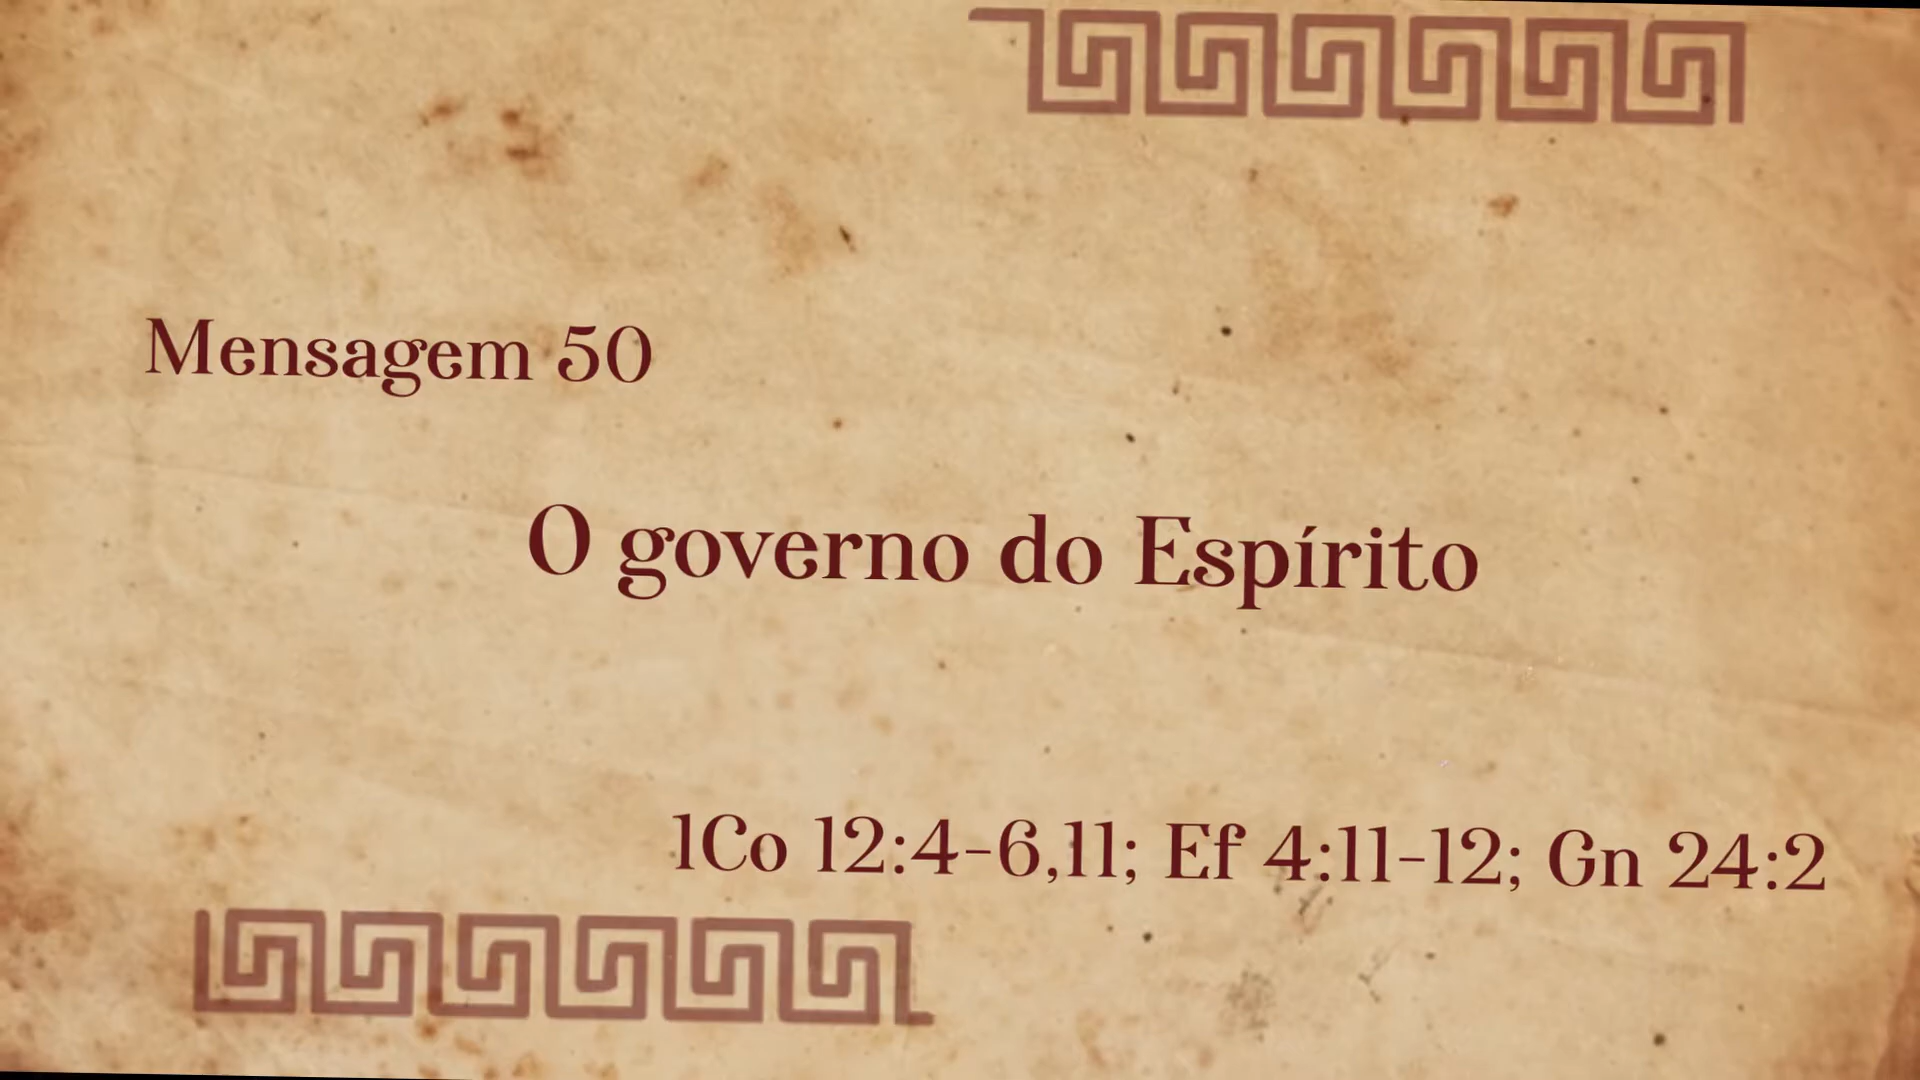 Mensagem 50
O governo do Espírito
1Co 12:4-6,11; Ef 4:11-12; Gn 24:2